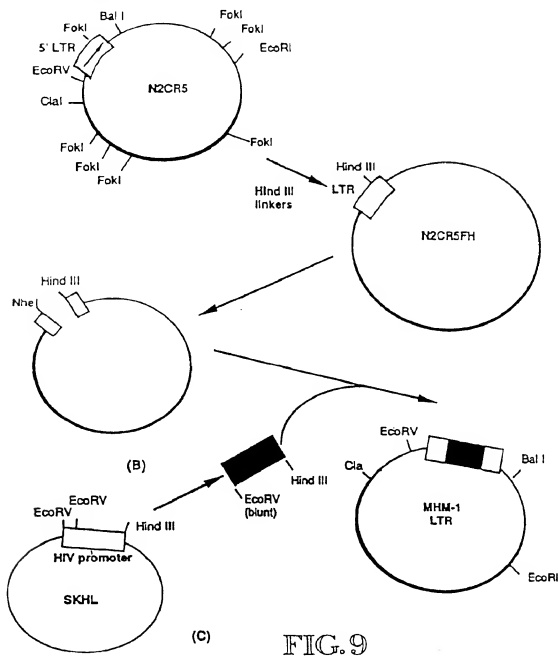 Bal I
FokI
5' LTR
EcoRV
ClaI
N2CR5
FokI
FokI
EcoRI
FokI
FokI
FokI
FokI
Hind III
linkers
Hind III
LTR
N2CR5FH
Hind III
NheI
(B)
EcoRV
(blunt)
Hind III
EcoRV
EcoRV
Hind III
HIV promoter
SKHL
(C)
EcoRV
Cla
Bal I
MHM-1
LTR
EcoRI
FIG. 9